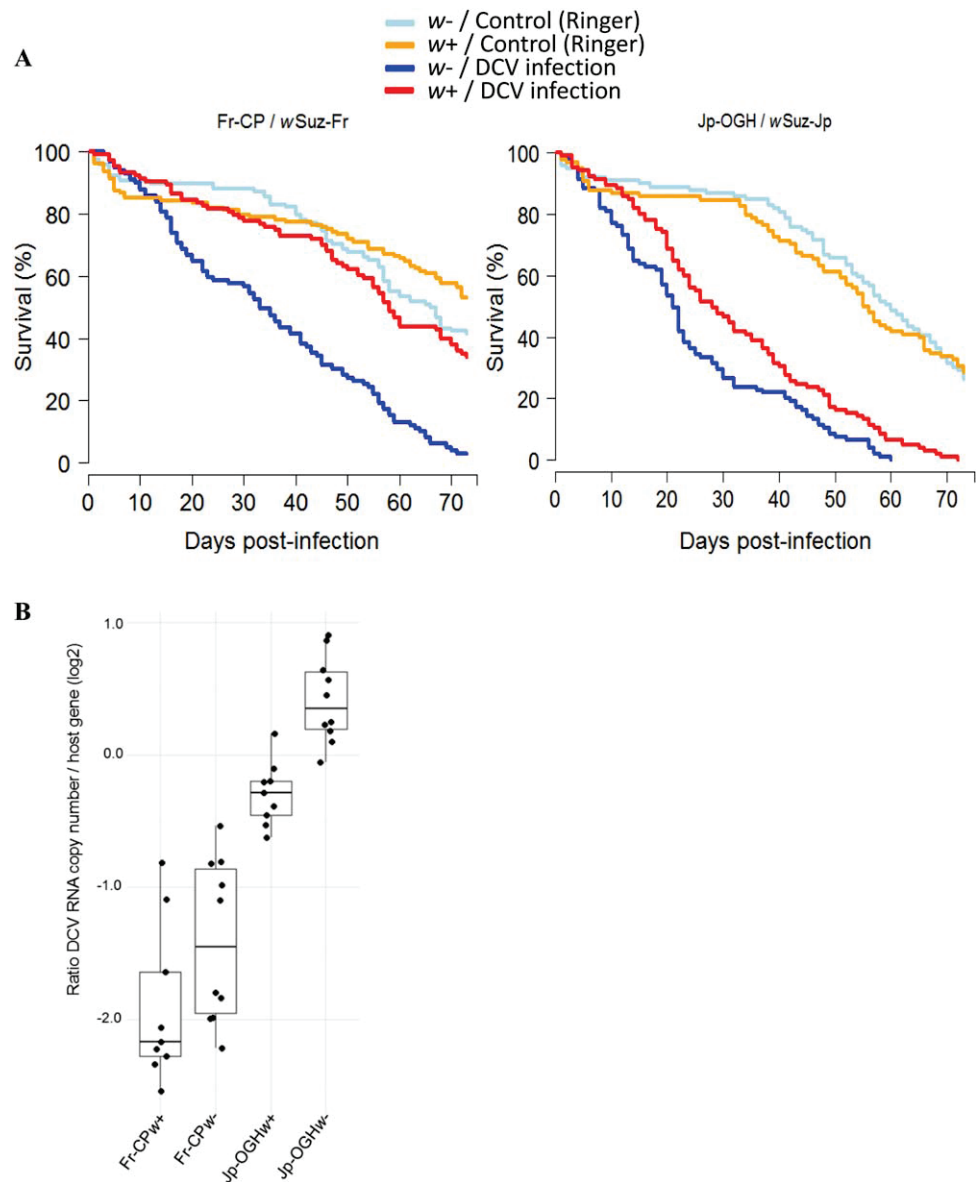 w- / Control (Ringer)
w+ / Control (Ringer)
w- / DCV infection
w+ / DCV infection
A
Fr-CP / wSuz-Fr
Jp-OGH / wSuz-Jp
Survival (%)
100
80
60
40
20
0
0 10 20 30 40 50 60 70
Days post-infection
Survival (%)
100
80
60
40
20
0
0 10 20 30 40 50 60 70
Days post-infection
B
Ratio DCV RNA copy number / host gene (log2)
1.0
0.0
-1.0
-2.0
Fr-CPw+
Fr-CPw-
Jp-OGHw+
Jp-OGHw-